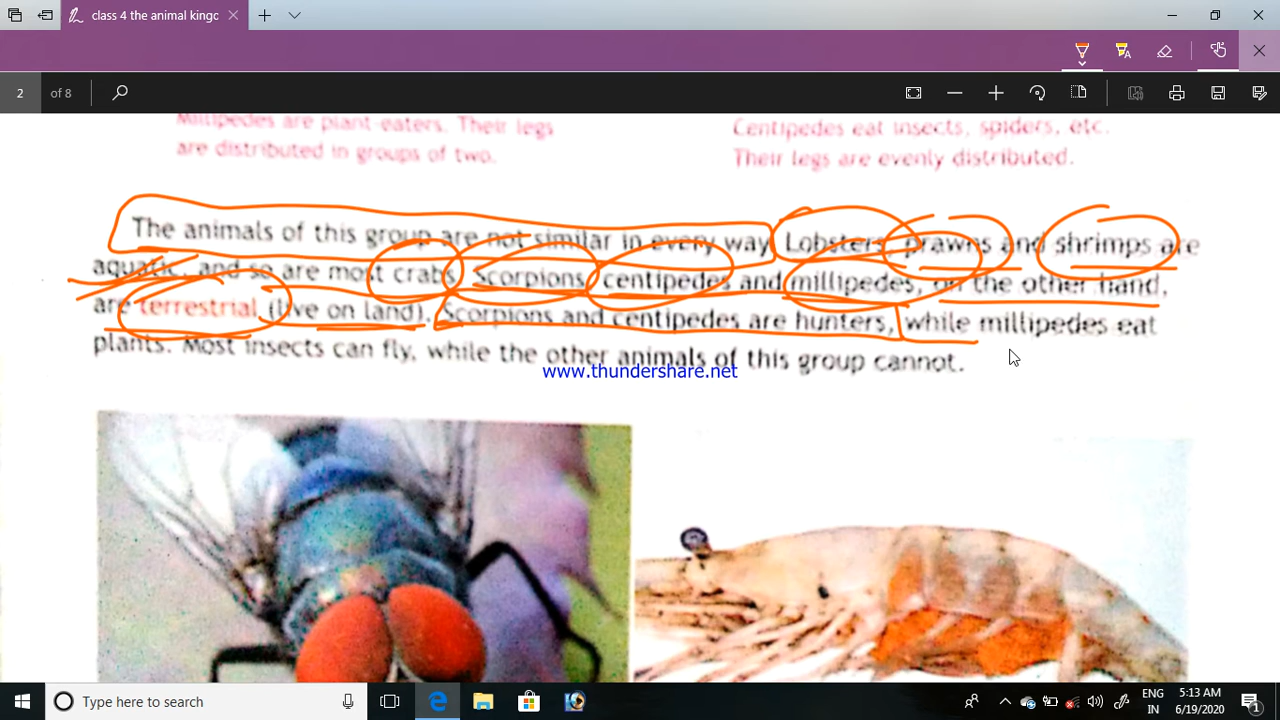 class 4 the animal kingc
2 of 8
Millipedes are plant-eaters. Their legs
are distributed in groups of two.
Centipedes eat insects, spiders, etc.
Their legs are evenly distributed.
The animals of this group are not similar in every way. Lobsters, prawns and shrimps are
aquatic, and so are most crabs. Scorpions, centipedes and millipedes, on the other hand,
are terrestrial (live on land). Scorpions and centipedes are hunters, while millipedes eat
plants. Most insects can fly, while the other animals of this group cannot.
www.thundershare.net
Type here to search
ENG
IN
5:13 AM
6/19/2020